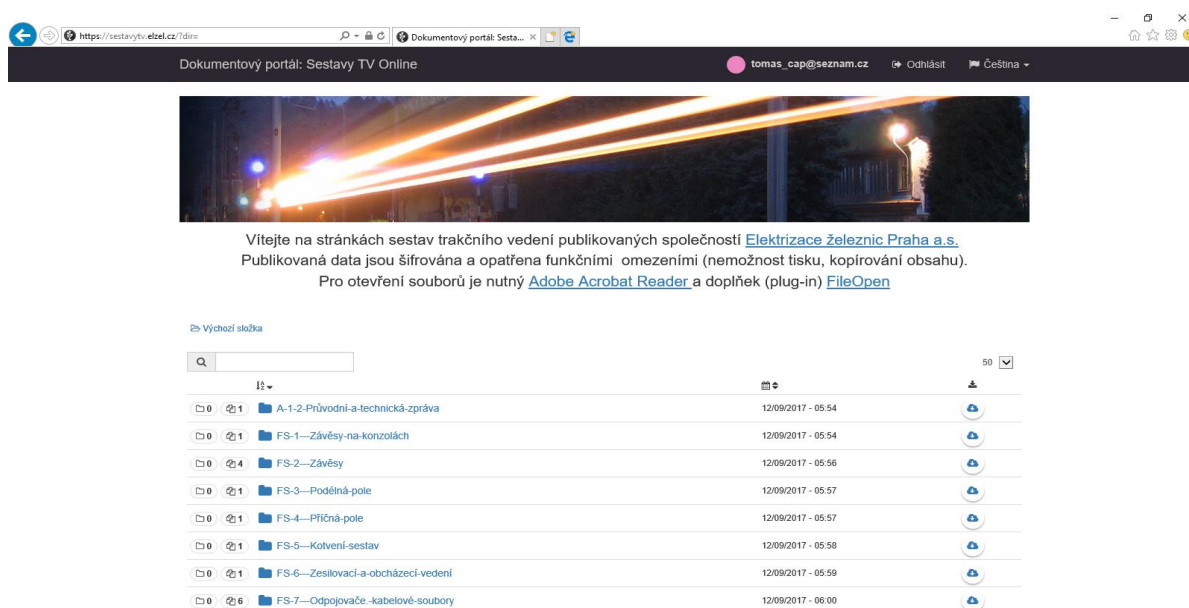 https://sestavytv.elzel.cz/?dir=
Dokumentový portál: Sesta...
Dokumentový portál: Sestavy TV Online
tomas_cap@seznam.cz
Odhlásit
Čeština
Vítejte na stránkách sestav trakčního vedení publikovaných společností Elektrizace železnic Praha a.s.
Publikovaná data jsou šifrována a opatřena funkčními omezeními (nemožnost tisku, kopírování obsahu).
Pro otevření souborů je nutný Adobe Acrobat Reader a doplněk (plug-in) FileOpen
Výchozí složka
50
0 1 A-1-2-Průvodní-a-technická-zpráva 12/09/2017 - 05:54
0 1 FS-1---Závěsy-na-konzolách 12/09/2017 - 05:54
0 4 FS-2---Závěsy 12/09/2017 - 05:56
0 1 FS-3---Podélná-pole 12/09/2017 - 05:57
0 1 FS-4---Příčná-pole 12/09/2017 - 05:57
0 1 FS-5---Kotvení-sestav 12/09/2017 - 05:58
0 1 FS-6---Zesilovací-a-obcházecí-vedení 12/09/2017 - 05:59
0 6 FS-7---Odpojovače.-kabelové-soubory 12/09/2017 - 06:00